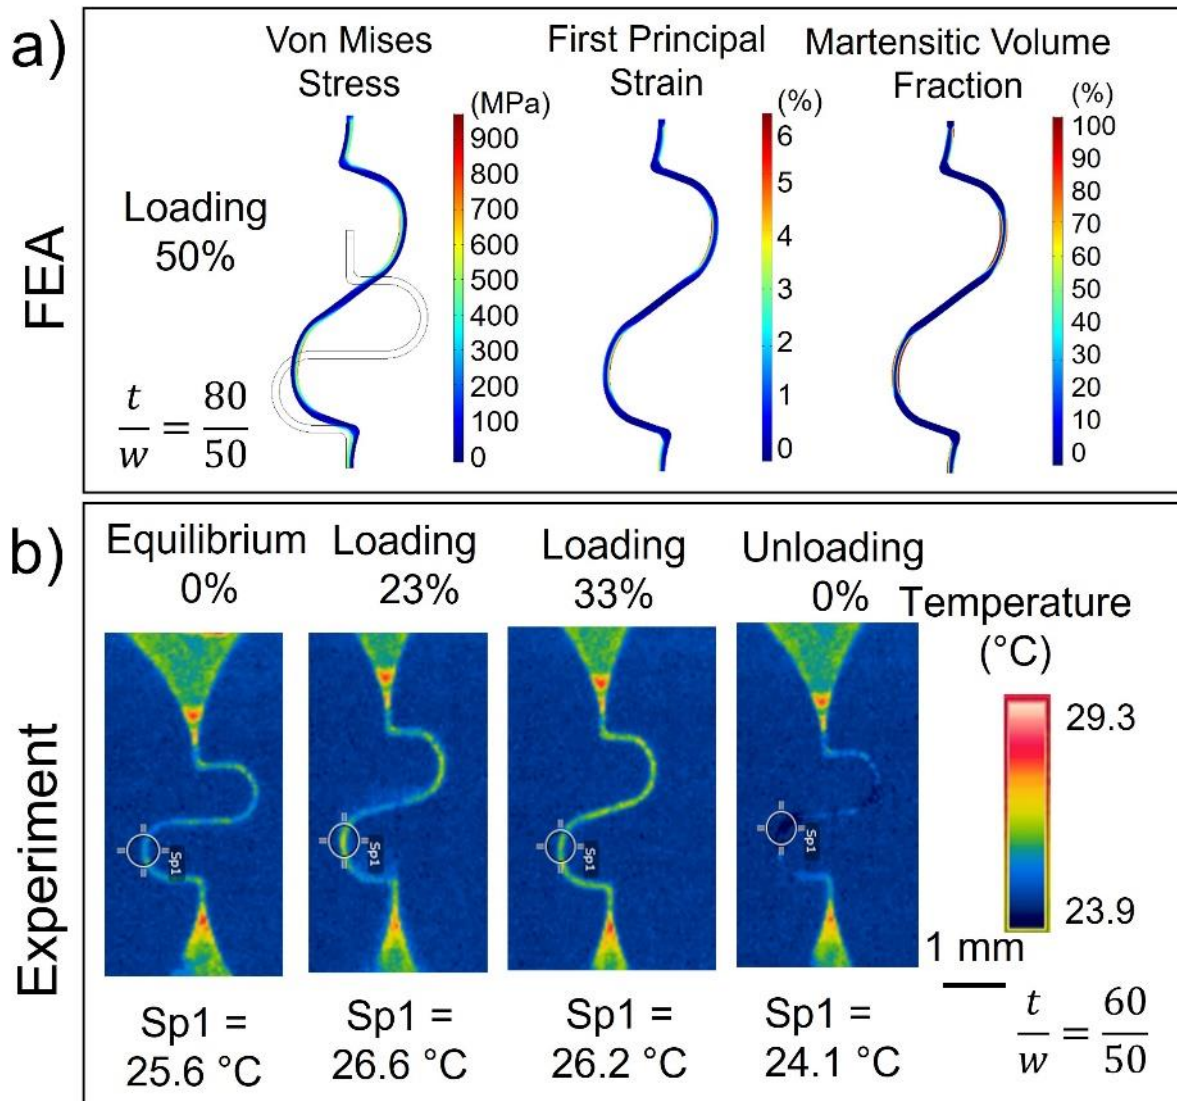 a)
FEA
Von Mises
Stress
First Principal
Strain
Martensitic Volume
Fraction
Loading
50%
t/w = 80/50
(MPa)
900
800
700
600
500
400
300
200
100
0
(%)
6
5
4
3
2
1
0
(%)
100
90
80
70
60
50
40
30
20
10
0
b)
Experiment
Equilibrium
0%
Loading
23%
Loading
33%
Unloading
0%
Temperature
(°C)
29.3
23.9
Sp1
Sp1
Sp1
Sp1
1 mm
t/w = 60/50
Sp1 =
25.6 °C
Sp1 =
26.6 °C
Sp1 =
26.2 °C
Sp1 =
24.1 °C